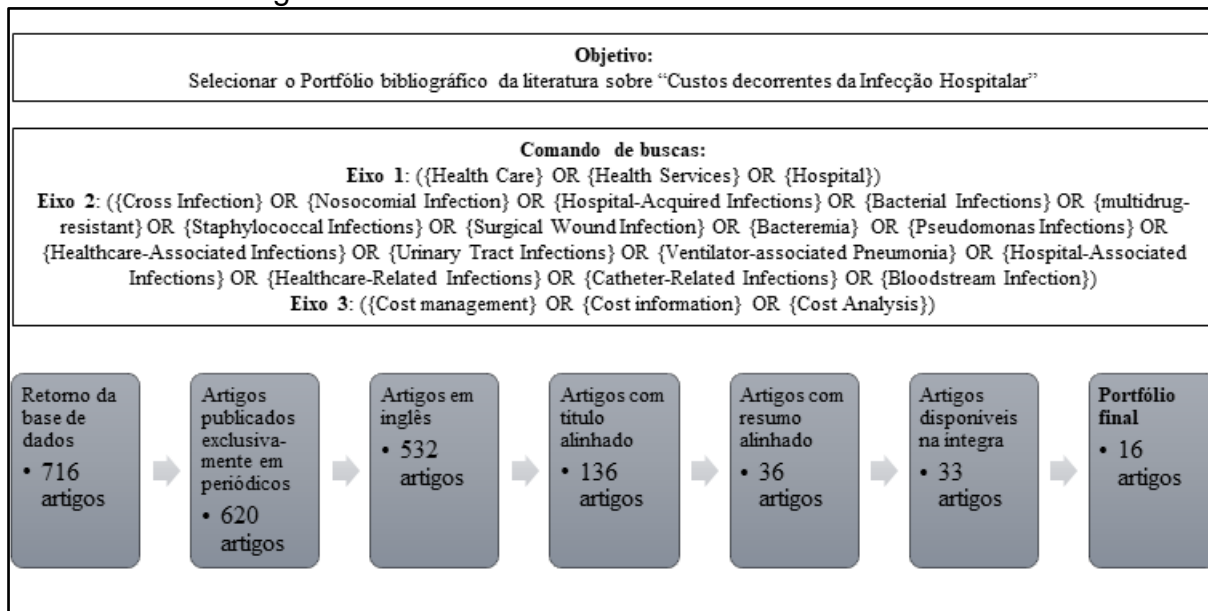 Objetivo:
Selecionar o Portfólio bibliográfico da literatura sobre “Custos decorrentes da Infecção Hospitalar”
Comando de buscas:
Eixo 1: ({Health Care} OR {Health Services} OR {Hospital})
Eixo 2: ({Cross Infection} OR {Nosocomial Infection} OR {Hospital-Acquired Infections} OR {Bacterial Infections} OR {multidrug-
resistant} OR {Staphylococcal Infections} OR {Surgical Wound Infection} OR {Bacteremia} OR {Pseudomonas Infections} OR
{Healthcare-Associated Infections} OR {Urinary Tract Infections} OR {Ventilator-associated Pneumonia} OR {Hospital-Associated
Infections} OR {Healthcare-Related Infections} OR {Catheter-Related Infections} OR {Bloodstream Infection})
Eixo 3: ({Cost management} OR {Cost information} OR {Cost Analysis})
Retorno da
base de
dados
• 716
artigos
Artigos
publicados
exclusiva-
mente em
periódicos
• 620
artigos
Artigos em
inglês
• 532
artigos
Artigos com
título
alinhado
• 136
artigos
Artigos com
resumo
alinhado
• 36
artigos
Artigos
disponíveis
na íntegra
• 33
artigos
Portfólio
final
• 16
artigos